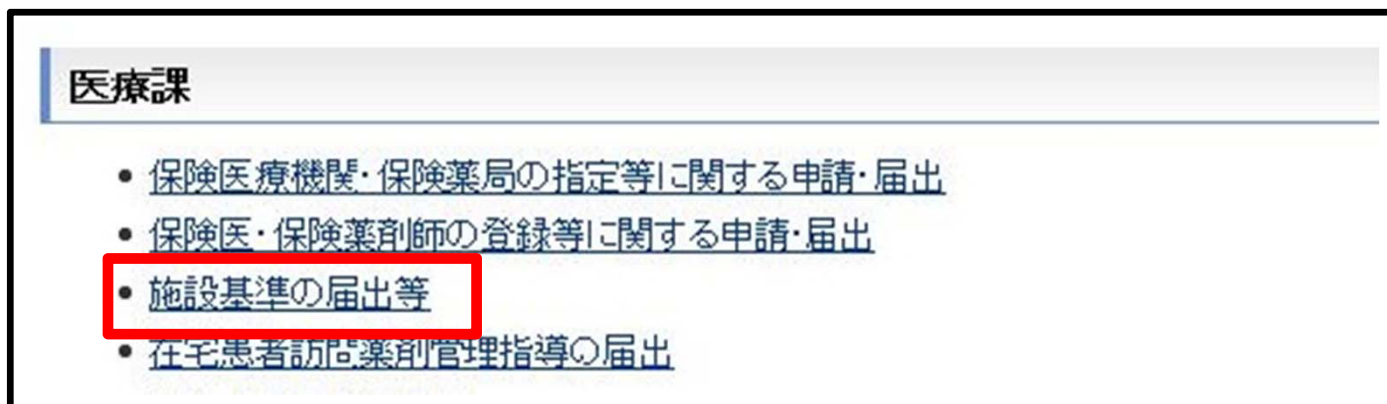 医療課
• 保険医療機関・保険薬局の指定等に関する申請・届出
• 保険医・保険薬剤師の登録等に関する申請・届出
• 施設基準の届出等
• 在宅患者訪問薬剤管理指導の届出